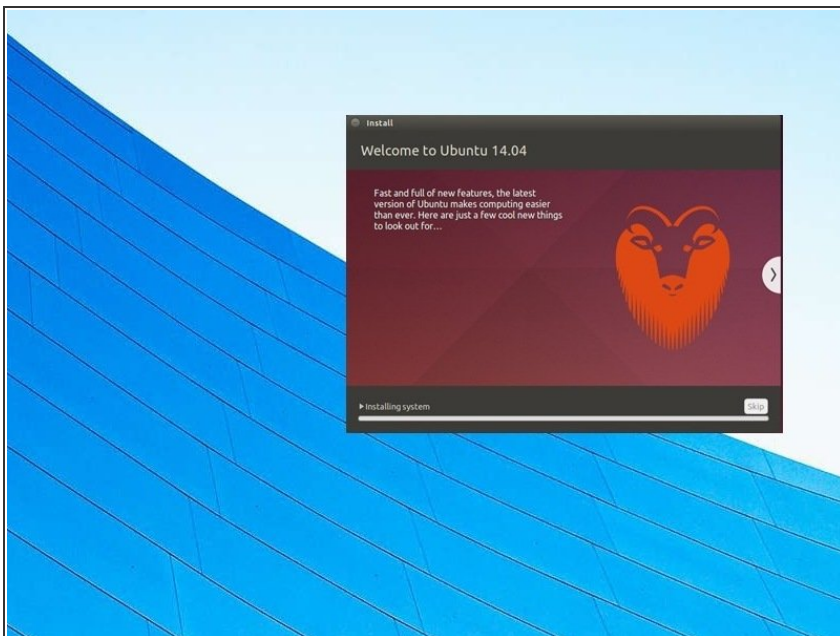 Install
Welcome to Ubuntu 14.04
Fast and full of new features, the latest
version of Ubuntu makes computing easier
than ever. Here are just a few cool new things
to look out for...
Installing system
Skip